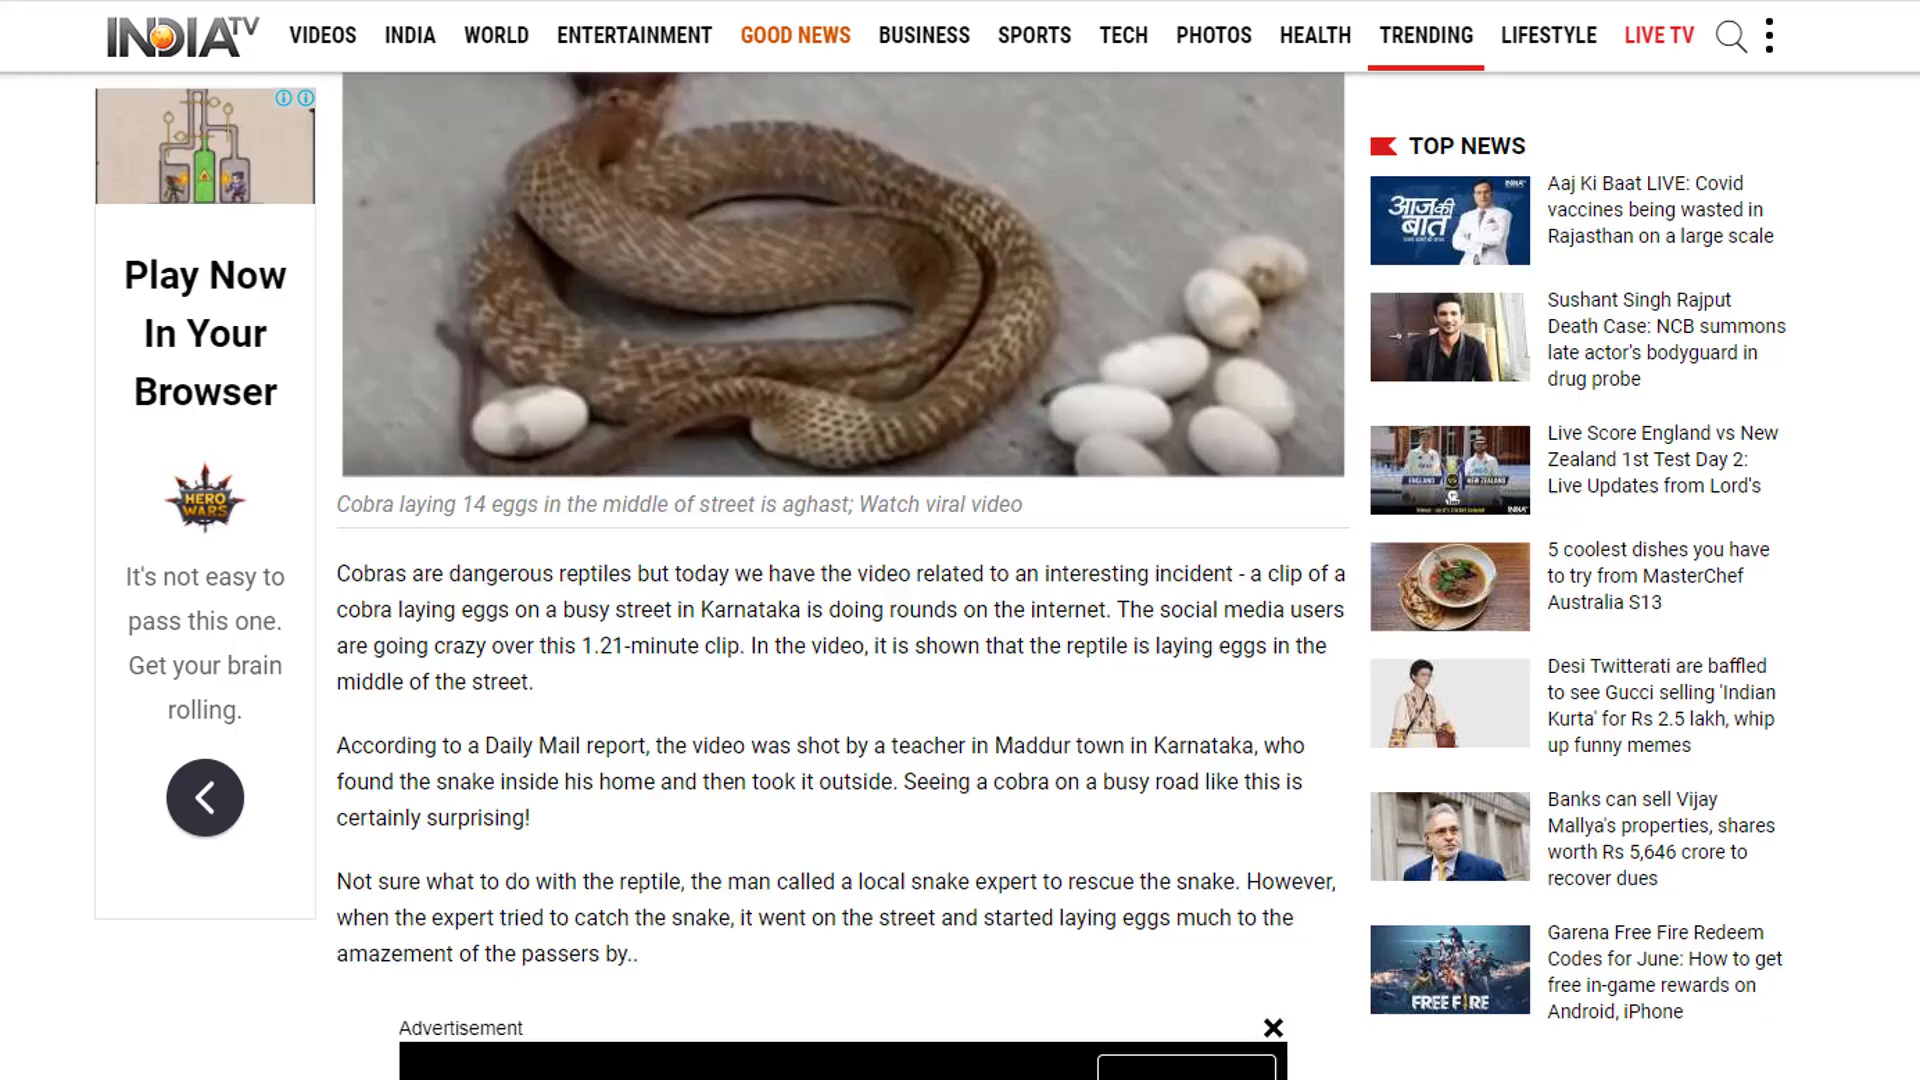 INDIA TV
VIDEOS INDIA WORLD ENTERTAINMENT GOOD NEWS BUSINESS SPORTS TECH PHOTOS HEALTH TRENDING LIFESTYLE LIVE TV
Play Now
In Your
Browser
HERO
WARS
It's not easy to
pass this one.
Get your brain
rolling.
Cobra laying 14 eggs in the middle of street is aghast; Watch viral video
Cobras are dangerous reptiles but today we have the video related to an interesting incident - a clip of a
cobra laying eggs on a busy street in Karnataka is doing rounds on the internet. The social media users
are going crazy over this 1.21-minute clip. In the video, it is shown that the reptile is laying eggs in the
middle of the street.
According to a Daily Mail report, the video was shot by a teacher in Maddur town in Karnataka, who
found the snake inside his home and then took it outside. Seeing a cobra on a busy road like this is
certainly surprising!
Not sure what to do with the reptile, the man called a local snake expert to rescue the snake. However,
when the expert tried to catch the snake, it went on the street and started laying eggs much to the
amazement of the passers by..
Advertisement
TOP NEWS
आज की
बात
Aaj Ki Baat LIVE: Covid
vaccines being wasted in
Rajasthan on a large scale
Sushant Singh Rajput
Death Case: NCB summons
late actor's bodyguard in
drug probe
ENGLAND VS NEW ZEALAND
Live Score England vs New
Zealand 1st Test Day 2:
Live Updates from Lord's
5 coolest dishes you have
to try from MasterChef
Australia S13
Desi Twitterati are baffled
to see Gucci selling 'Indian
Kurta' for Rs 2.5 lakh, whip
up funny memes
Banks can sell Vijay
Mallya's properties, shares
worth Rs 5,646 crore to
recover dues
FREE FIRE
Garena Free Fire Redeem
Codes for June: How to get
free in-game rewards on
Android, iPhone